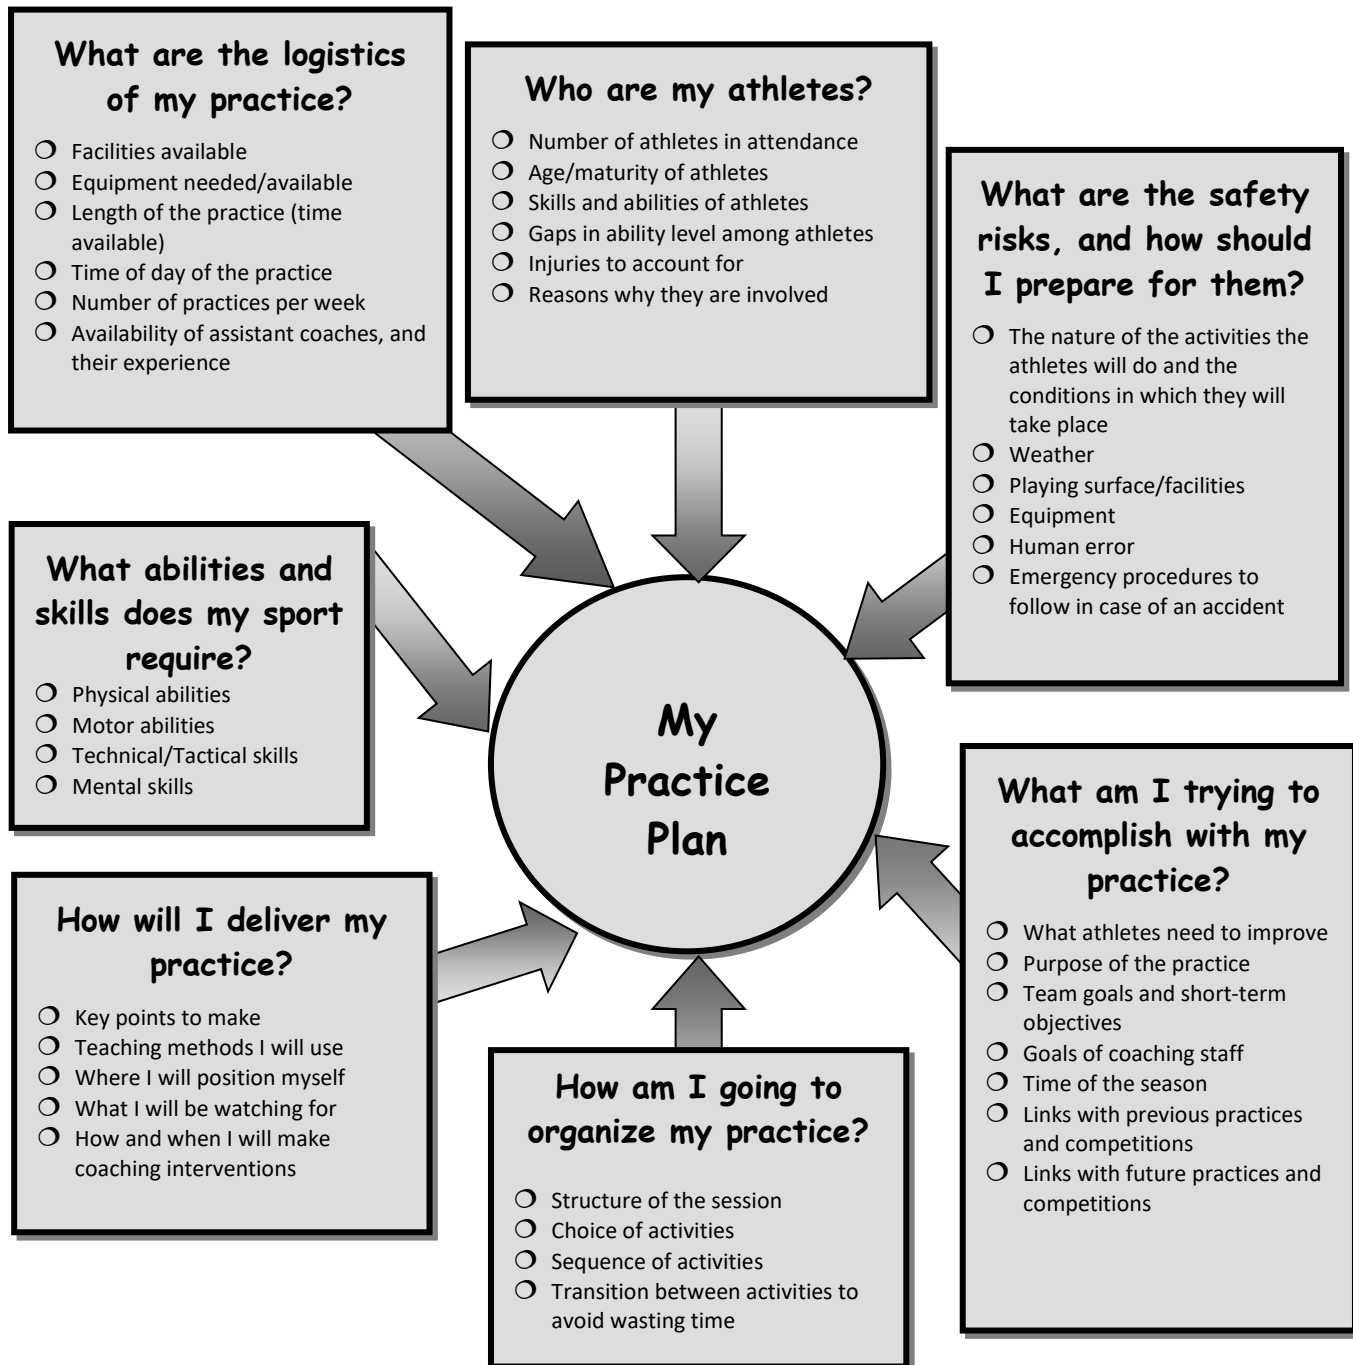 What are the logistics
of my practice?
❍ Facilities available
❍ Equipment needed/available
❍ Length of the practice (time
available)
❍ Time of day of the practice
❍ Number of practices per week
❍ Availability of assistant coaches, and
their experience
Who are my athletes?
❍ Number of athletes in attendance
❍ Age/maturity of athletes
❍ Skills and abilities of athletes
❍ Gaps in ability level among athletes
❍ Injuries to account for
❍ Reasons why they are involved
What are the safety
risks, and how should
I prepare for them?
❍ The nature of the activities the
athletes will do and the
conditions in which they will
take place
❍ Weather
❍ Playing surface/facilities
❍ Equipment
❍ Human error
❍ Emergency procedures to
follow in case of an accident
What abilities and
skills does my sport
require?
❍ Physical abilities
❍ Motor abilities
❍ Technical/Tactical skills
❍ Mental skills
My
Practice
Plan
What am I trying to
accomplish with my
practice?
❍ What athletes need to improve
❍ Purpose of the practice
❍ Team goals and short-term
objectives
❍ Goals of coaching staff
❍ Time of the season
❍ Links with previous practices
and competitions
❍ Links with future practices and
competitions
How will I deliver my
practice?
❍ Key points to make
❍ Teaching methods I will use
❍ Where I will position myself
❍ What I will be watching for
❍ How and when I will make
coaching interventions
How am I going to
organize my practice?
❍ Structure of the session
❍ Choice of activities
❍ Sequence of activities
❍ Transition between activities to
avoid wasting time